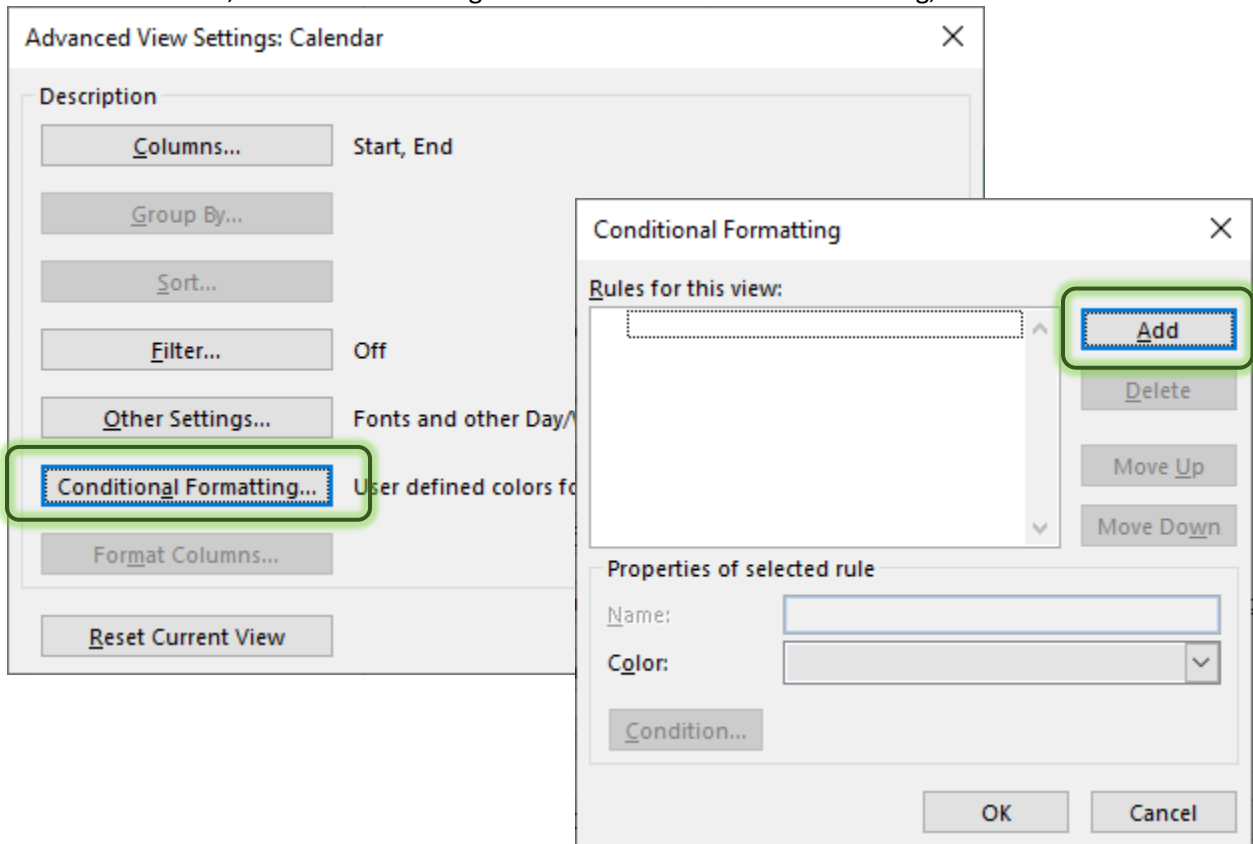 Advanced View Settings: Calendar
Description
Columns... Start, End
Group By...
Sort...
Filter... Off
Other Settings... Fonts and other Day/
Conditional Formatting... User defined colors fo
Format Columns...
Reset Current View
Conditional Formatting
Rules for this view:
Add
Delete
Move Up
Move Down
Properties of selected rule
Name:
Color:
Condition...
OK Cancel